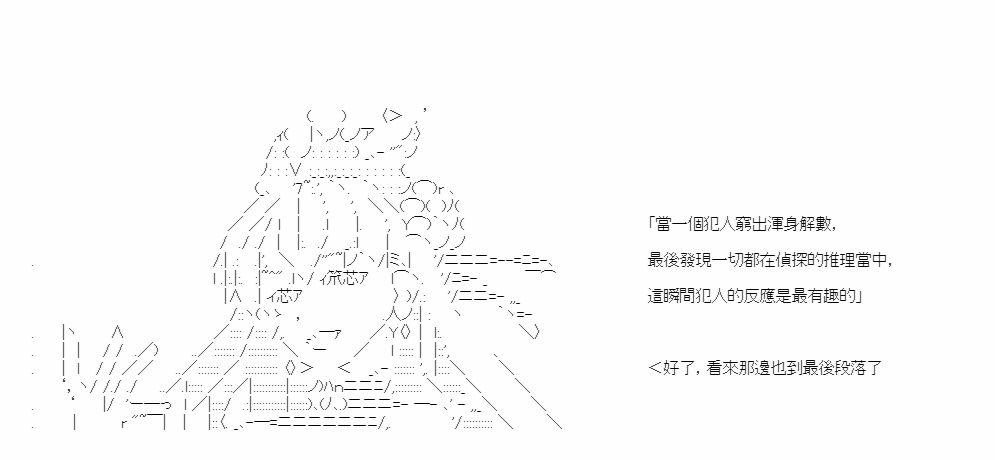 「當一個犯人窮出渾身解數，
最後發現一切都在偵探的推理當中，
這瞬間犯人的反應是最有趣的」
＜好了，看來那邊也到最後段落了